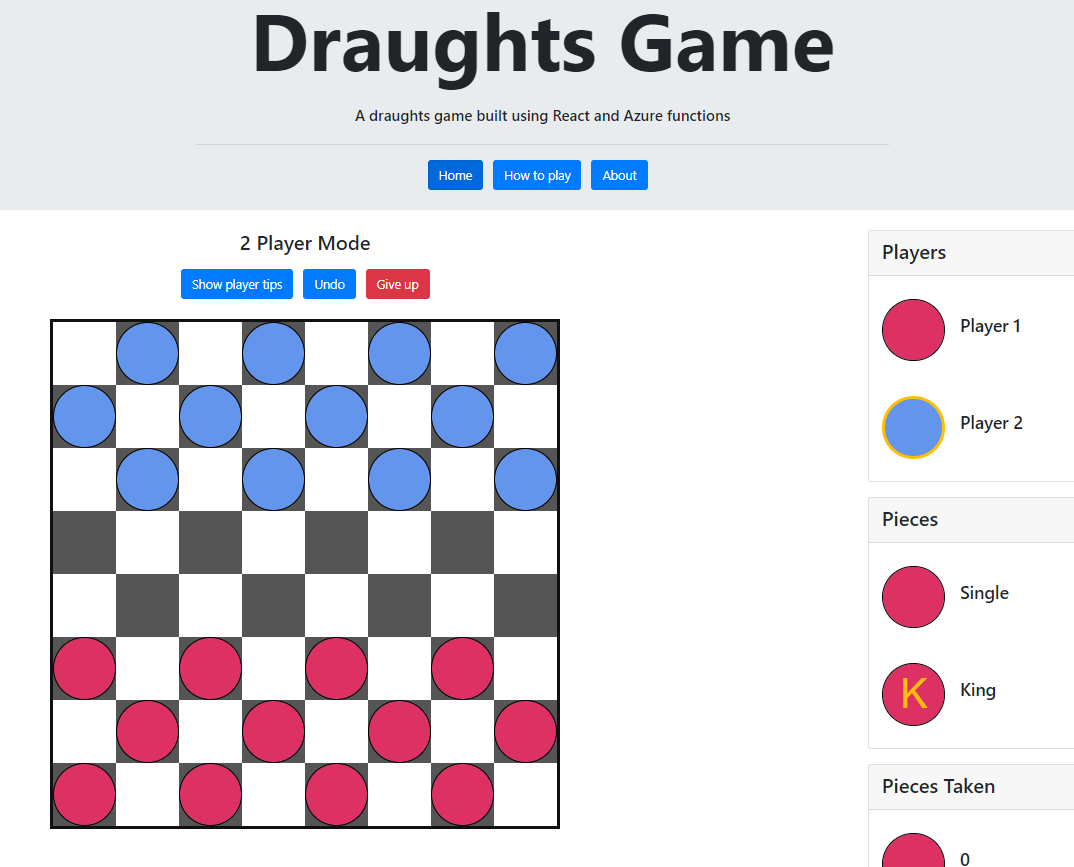 Draughts Game
A draughts game built using React and Azure functions
Home How to play About
2 Player Mode
Show player tips Undo Give up
Players
Player 1
Player 2
Pieces
Single
K King
Pieces Taken
0